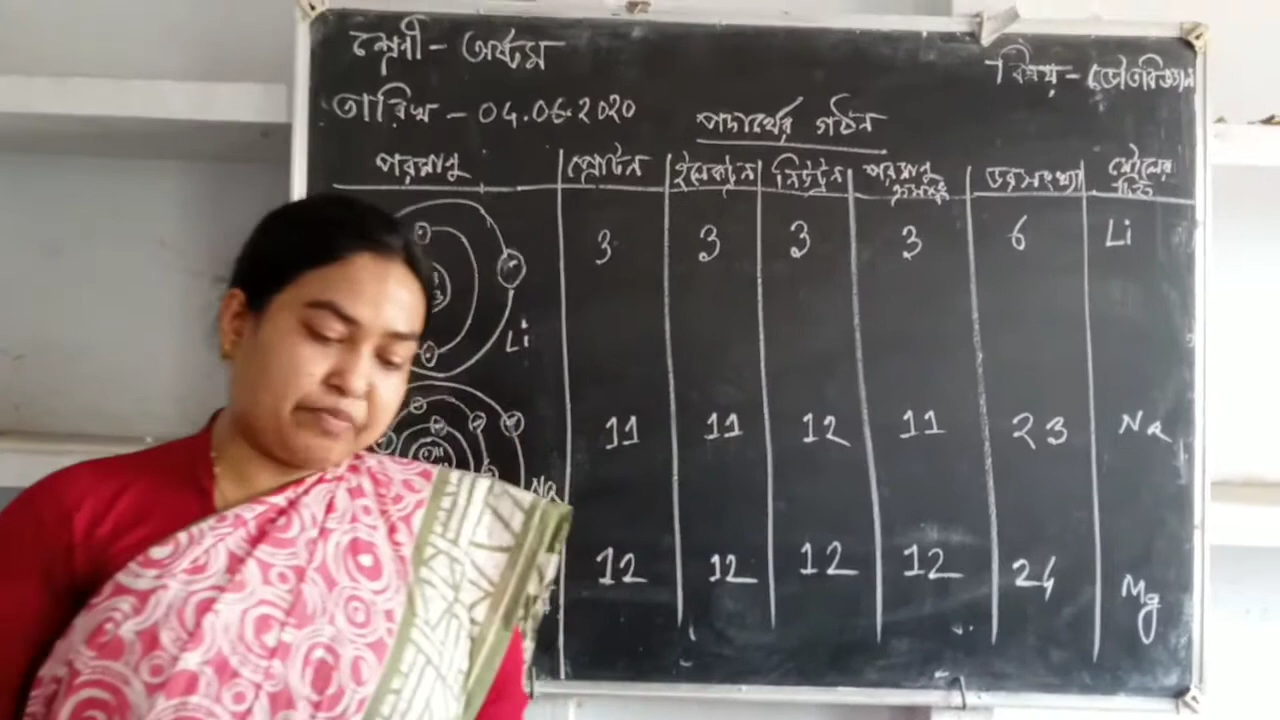 শ্রেণী - অষ্টম
বিষয় - ভৌতবিজ্ঞান
তারিখ - 04.06.2020
পদার্থের গঠন
পরমাণু প্রোটন ইলেকট্রন নিউট্রন পরমাণু ভরসংখ্যা মৌলের
চিহ্ন
3 3 3 3 6 Li
Li
11 11 12 11 23 Na
Na
12 12 12 12 24 Mg